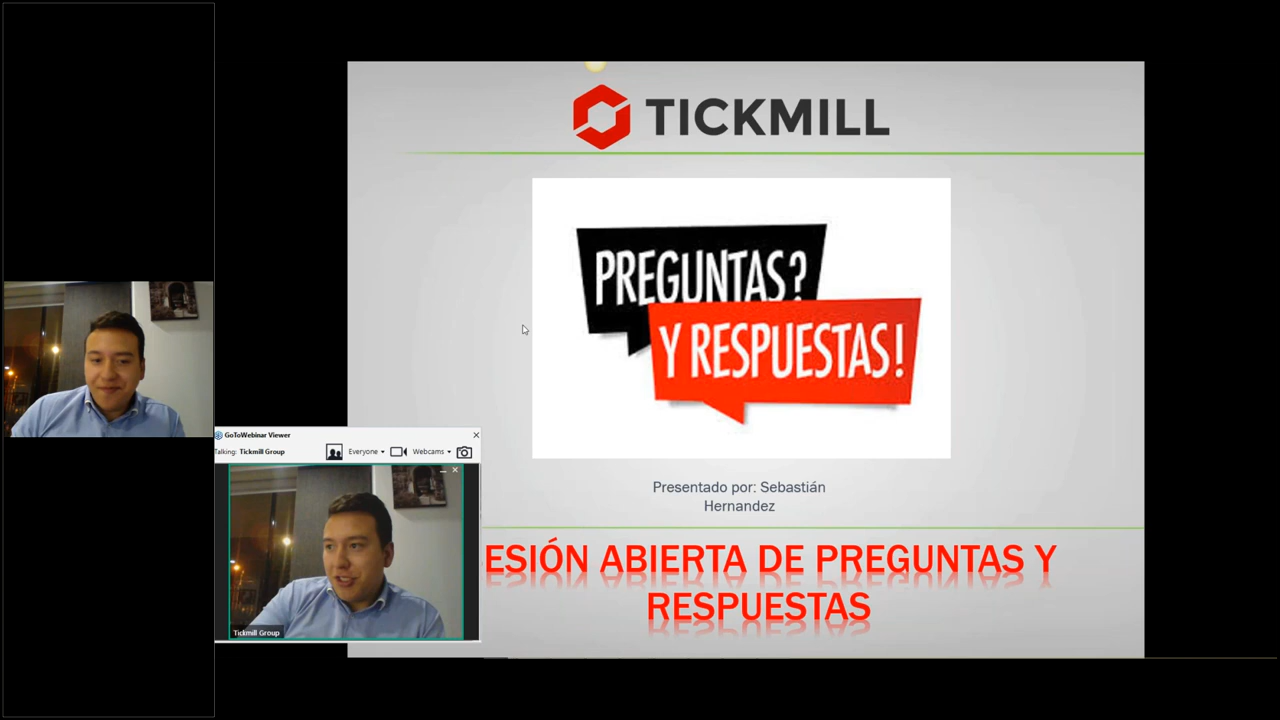 TICKMILL
PREGUNTAS?
Y RESPUESTAS!
Presentado por: Sebastián
Hernandez
ESIÓN ABIERTA DE PREGUNTAS Y
RESPUESTAS
GoToWebinar Viewer
Talking: Tickmill Group
Everyone
Webcams
Tickmill Group